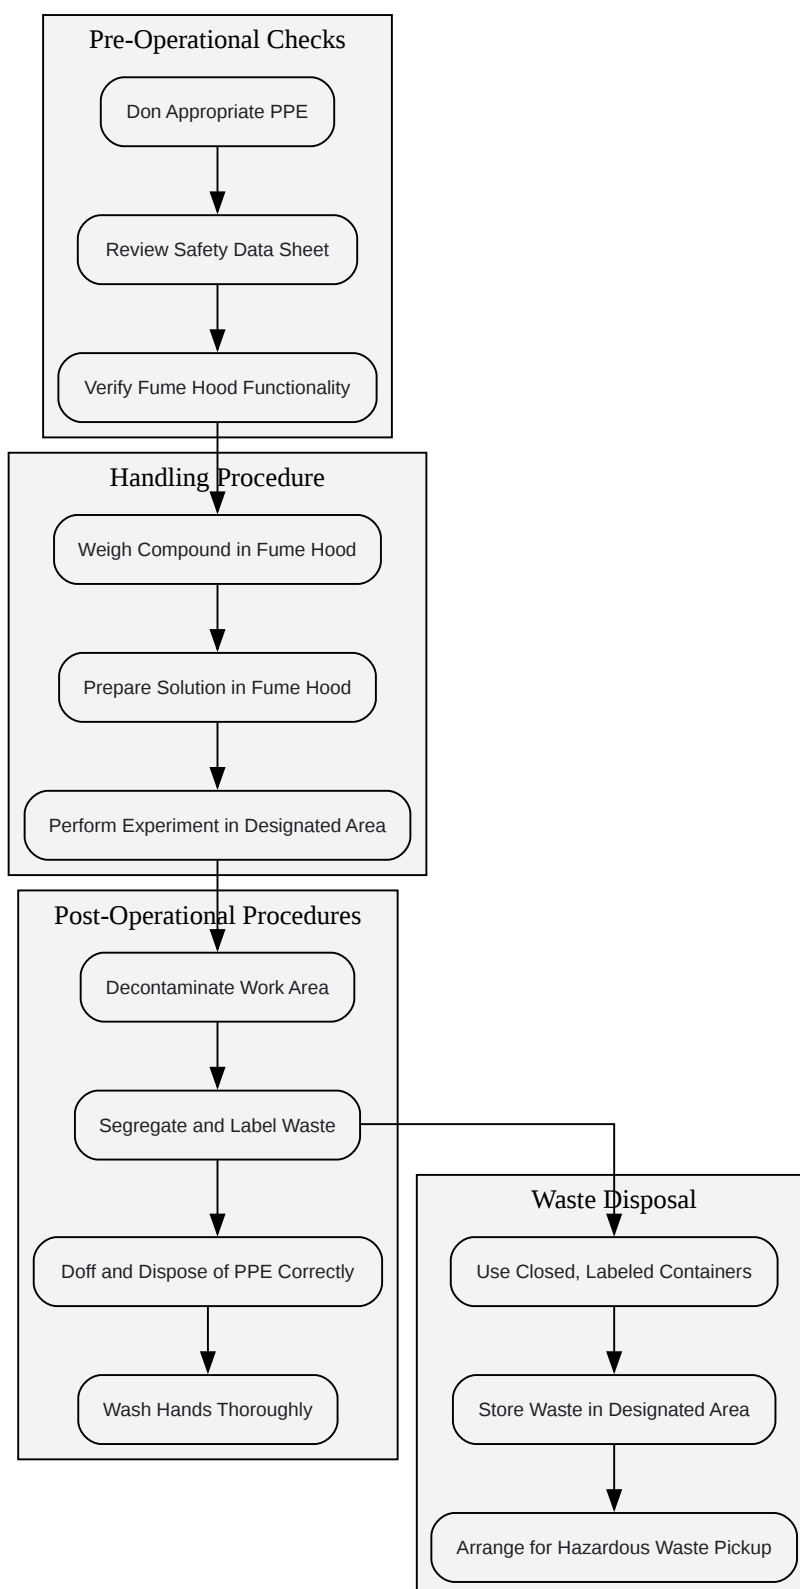 Pre-Operational Checks
Don Appropriate PPE
Review Safety Data Sheet
Verify Fume Hood Functionality
Handling Procedure
Weigh Compound in Fume Hood
Prepare Solution in Fume Hood
Perform Experiment in Designated Area
Post-Operational Procedures
Decontaminate Work Area
Segregate and Label Waste
Doff and Dispose of PPE Correctly
Wash Hands Thoroughly
Waste Disposal
Use Closed, Labeled Containers
Store Waste in Designated Area
Arrange for Hazardous Waste Pickup